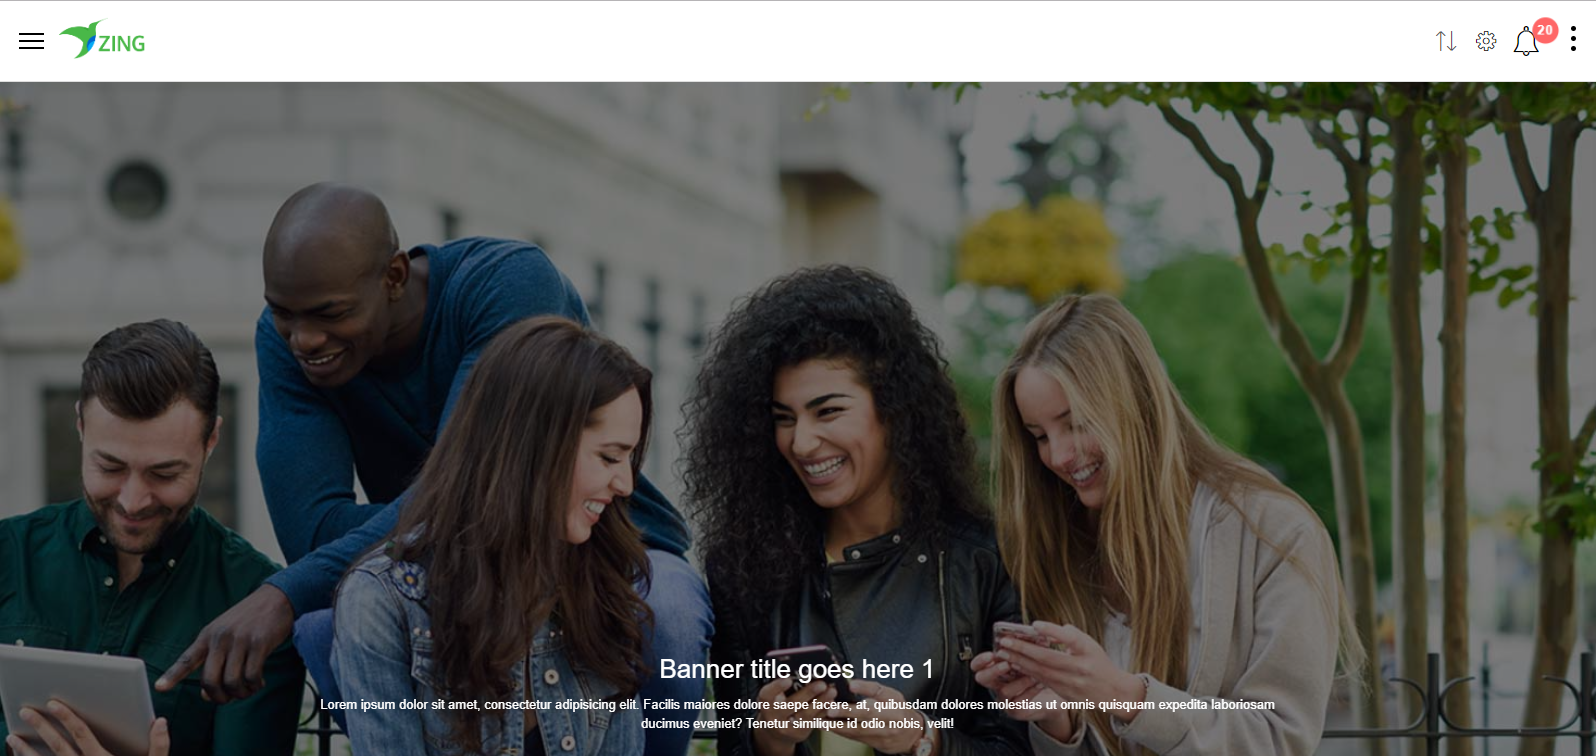 ZING
20
Banner title goes here 1
Lorem ipsum dolor sit amet, consectetur adipisicing elit. Facilis maiores dolore saepe facere, at, quibusdam dolores molestias ut omnis quisquam expedita laboriosam
ducimus eveniet? Tenetur similique id odio nobis, velit!